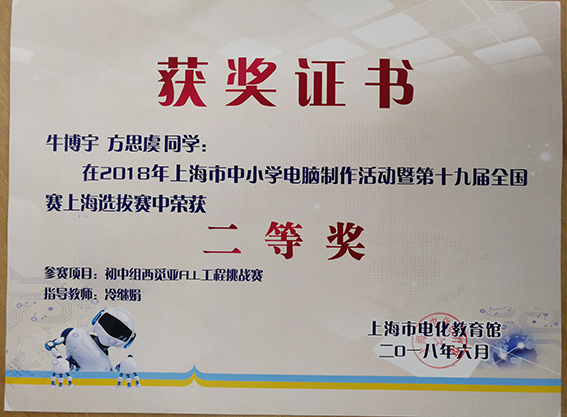 获奖证书
牛博宇 方思虞同学：
在2018年上海市中小学电脑制作活动暨第十九届全国
赛上海选拔赛中荣获
二等奖
参赛项目：初中组西觅亚FLL工程挑战赛
指导教师：冷继娟
上海市电化教育馆
二〇一八年六月